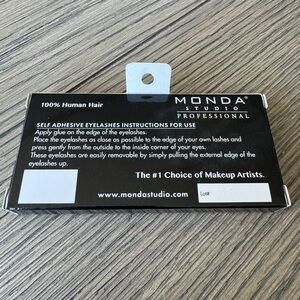 100% Human Hair
MONDA
STUDIO
PROFESSIONAL
SELF ADHESIVE EYELASHES INSTRUCTIONS FOR USE
Apply glue on the edge of the eyelashes.
Place the eyelashes as close as possible to the edge of your own lashes and
press gently from the outside to the inside corner of your eyes.
These eyelashes are easily removable by simply pulling the external edge of the
eyelashes up.
The #1 Choice of Makeup Artists.
www.mondastudio.com